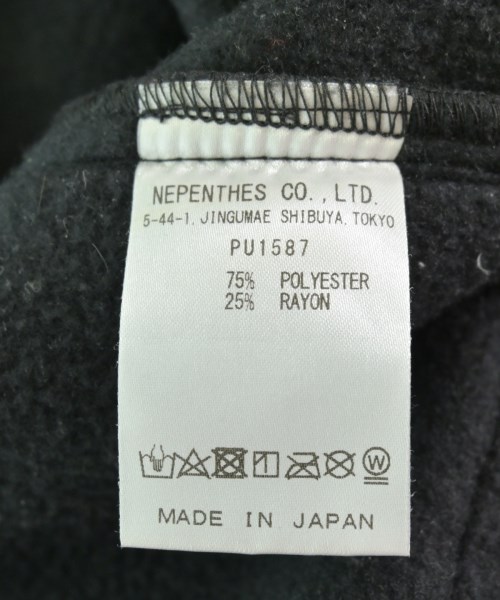 NEPENTHES CO.,LTD.
5-44-1, JINGUMAE SHIBUYA, TOKYO
PU1587
75% POLYESTER
25% RAYON
W
MADE IN JAPAN